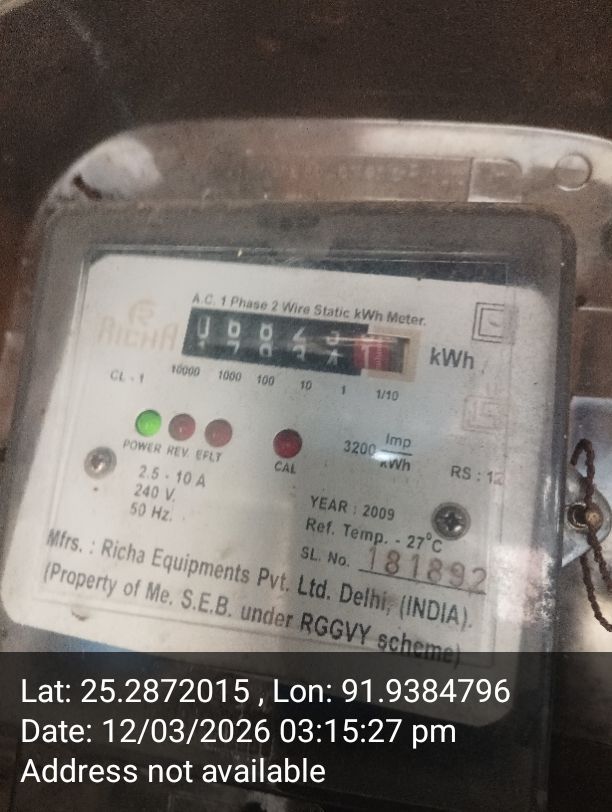 RICHA
A.C. 1 Phase 2 Wire Static kWh Meter.
kWh
CL - 1
10000 1000 100 10 1 1/10
POWER REV. EFLT
CAL
3200 Imp
kWh
RS : 12
2.5 - 10 A
240 V.
50 Hz.
YEAR : 2009
Ref. Temp. - 27°C
SL. No. 181892
Mfrs. : Richa Equipments Pvt. Ltd. Delhi, (INDIA).
(Property of Me. S.E.B. under RGGVY scheme)
Lat: 25.2872015 , Lon: 91.9384796
Date: 12/03/2026 03:15:27 pm
Address not available